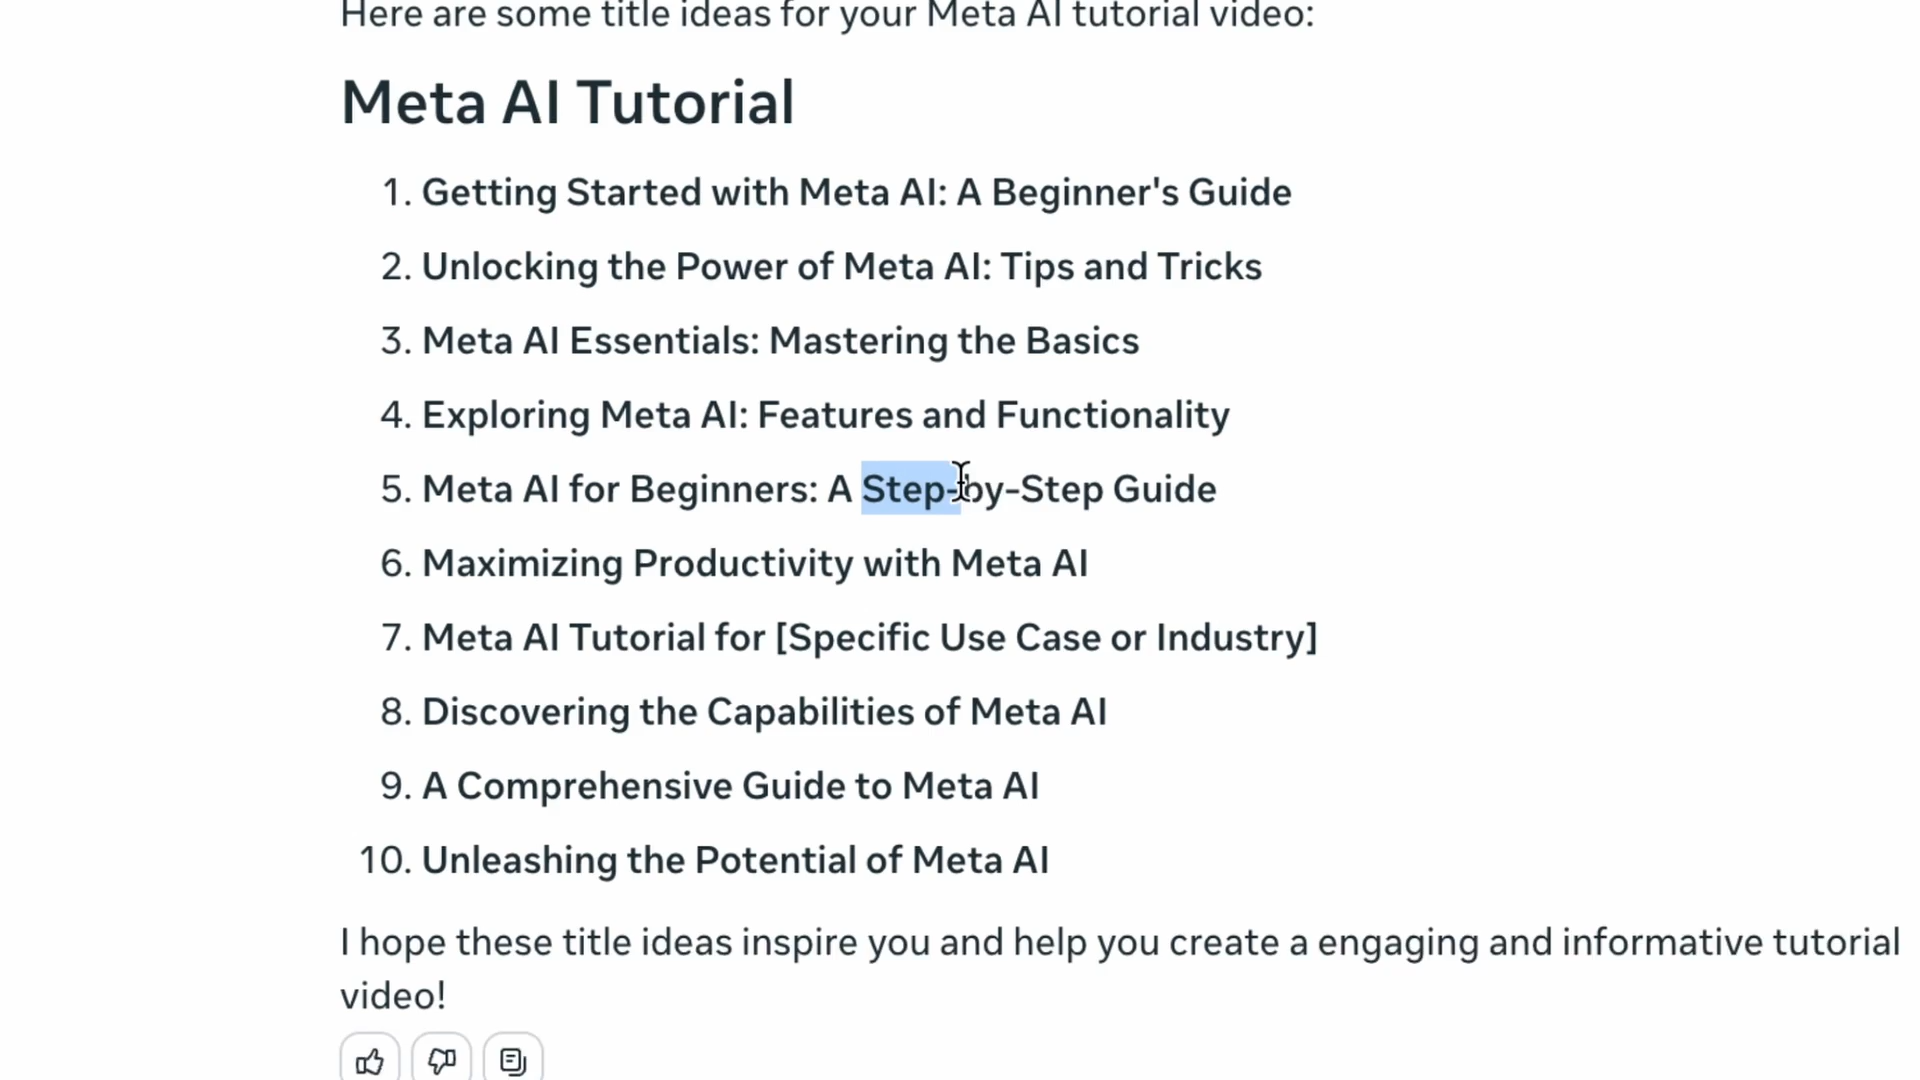 Here are some title ideas for your Meta AI tutorial video:
Meta AI Tutorial
1. Getting Started with Meta AI: A Beginner's Guide
2. Unlocking the Power of Meta AI: Tips and Tricks
3. Meta AI Essentials: Mastering the Basics
4. Exploring Meta AI: Features and Functionality
5. Meta AI for Beginners: A Step-by-Step Guide
6. Maximizing Productivity with Meta AI
7. Meta AI Tutorial for [Specific Use Case or Industry]
8. Discovering the Capabilities of Meta AI
9. A Comprehensive Guide to Meta AI
10. Unleashing the Potential of Meta AI
I hope these title ideas inspire you and help you create a engaging and informative tutorial
video!